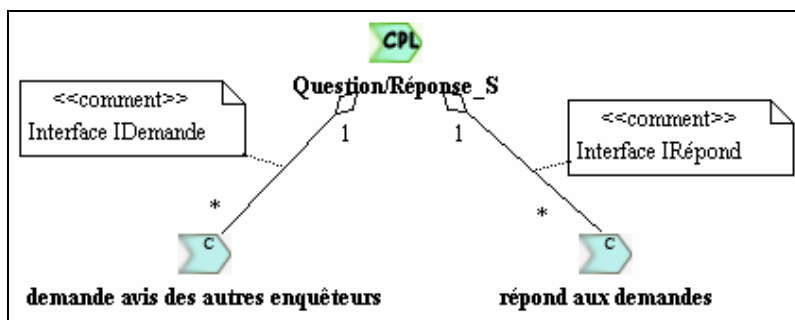 CPL
Question/Réponse_S
<<comment>>
Interface IDemande
<<comment>>
Interface IRépond
1
1
*
*
C
C
demande avis des autres enquêteurs
répond aux demandes